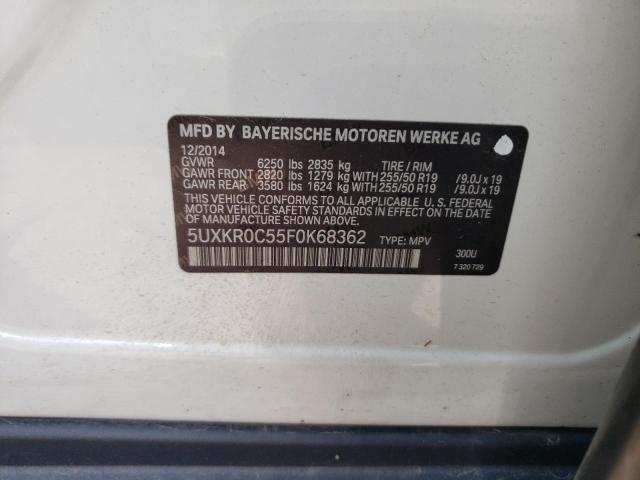 MFD BY BAYERISCHE MOTOREN WERKE AG
12/2014
GVWR 6250 lbs 2835 kg TIRE / RIM
GAWR FRONT 2820 lbs 1279 kg WITH 255/50 R19 /9.0J x 19
GAWR REAR 3580 lbs 1624 kg WITH 255/50 R19 /9.0J x 19
THIS VEHICLE CONFORMS TO ALL APPLICABLE U. S. FEDERAL
MOTOR VEHICLE SAFETY STANDARDS IN EFFECT ON
THE DATE OF MANUFACTURE SHOWN ABOVE.
5UXKR0C55F0K68362 TYPE: MPV 300U
7 320 729